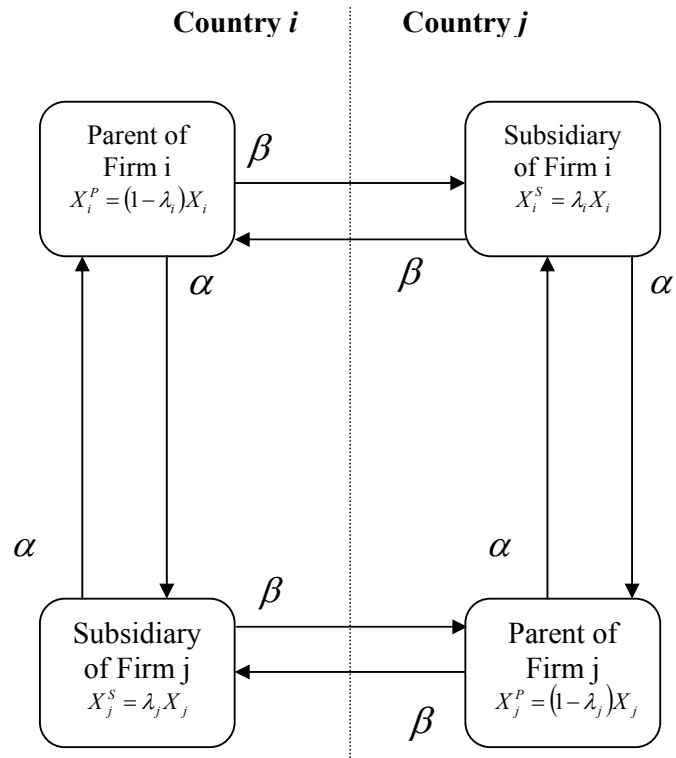 Country i
Country j
Parent of
Firm i
X_i^P = (1 − λ_i)X_i
β
Subsidiary
of Firm i
X_i^S = λ_i X_i
α
β
α
α
α
Subsidiary
of Firm j
X_j^S = λ_j X_j
β
Parent of
Firm j
X_j^P = (1 − λ_j)X_j
β